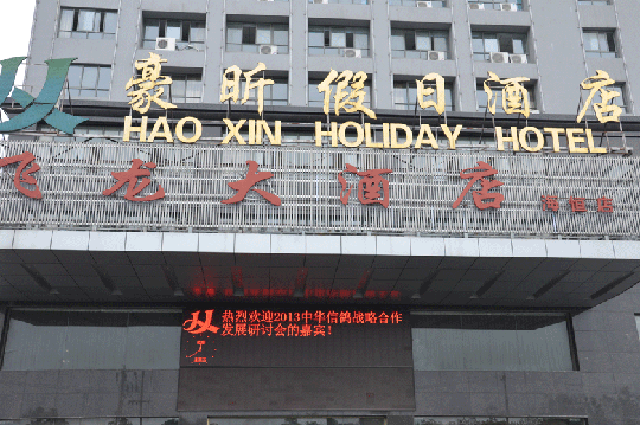 豪昕假日酒店
HAO XIN HOLIDAY HOTEL
飞龙大酒店
热烈欢迎2013中华信鸽战略合作
发展研讨会的嘉宾!